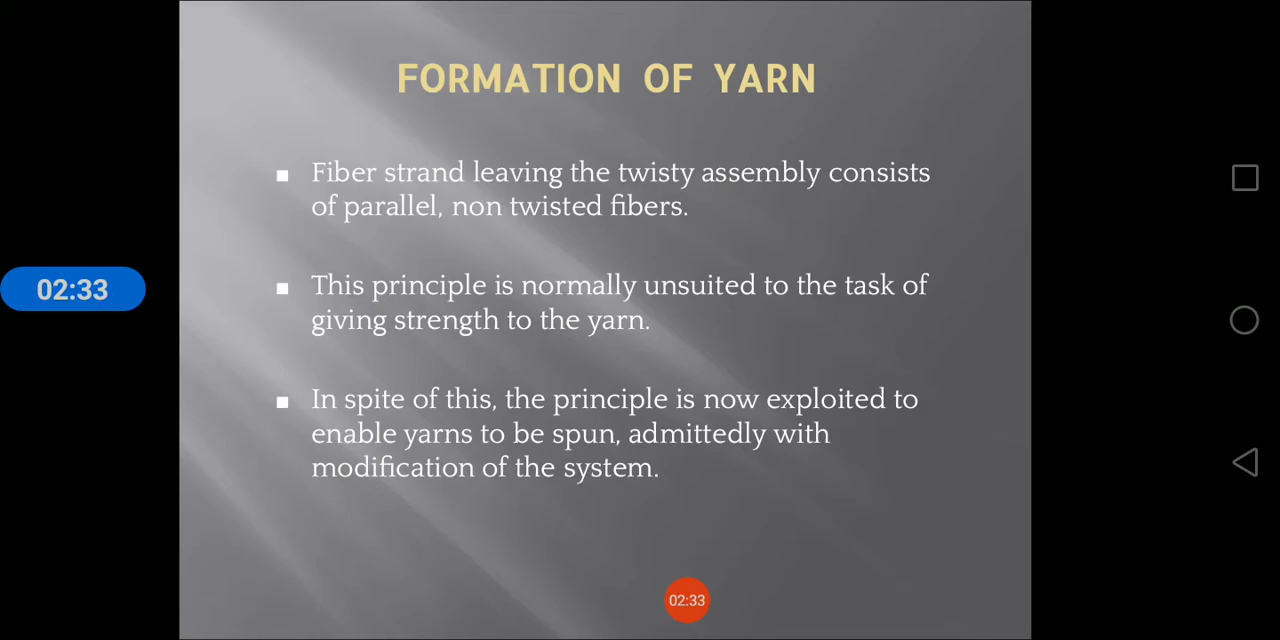 FORMATION OF YARN
Fiber strand leaving the twisty assembly consists
of parallel, non twisted fibers.
This principle is normally unsuited to the task of
giving strength to the yarn.
02:33
In spite of this, the principle is now exploited to
enable yarns to be spun, admittedly with
modification of the system.
02:33